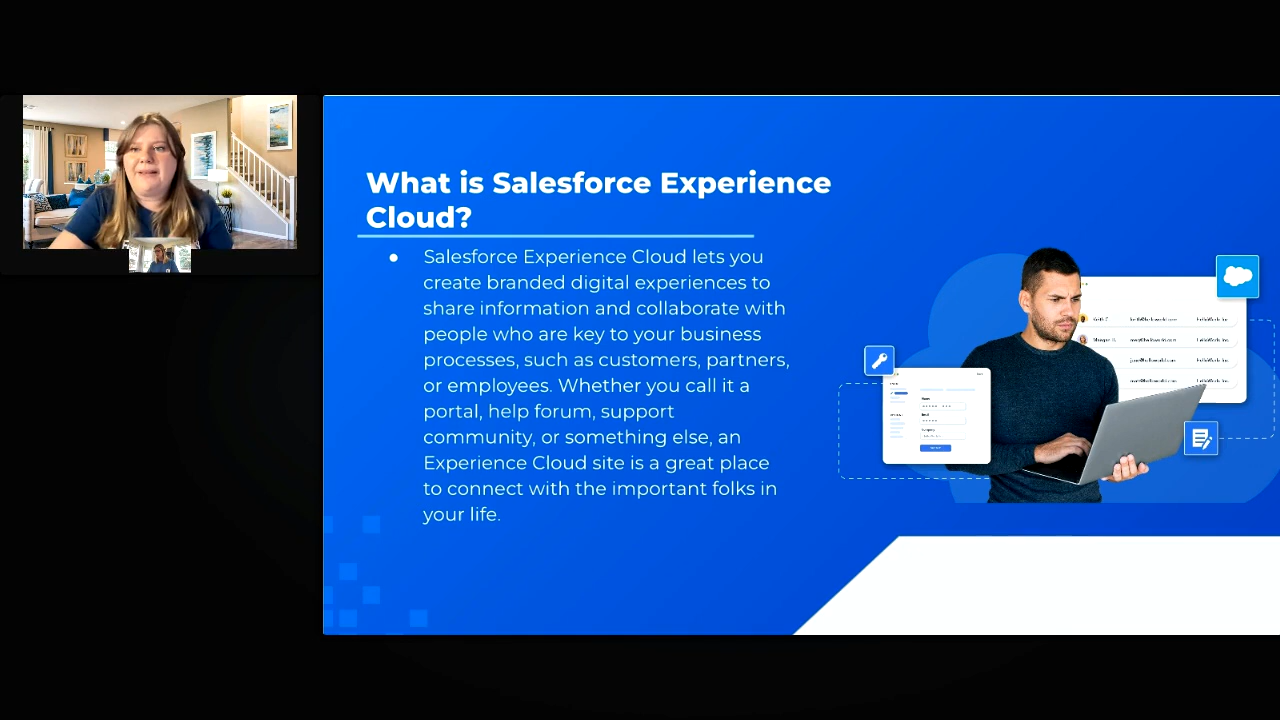 What is Salesforce Experience
Cloud?
● Salesforce Experience Cloud lets you
create branded digital experiences to
share information and collaborate with
people who are key to your business
processes, such as customers, partners,
or employees. Whether you call it a
portal, help forum, support
community, or something else, an
Experience Cloud site is a great place
to connect with the important folks in
your life.